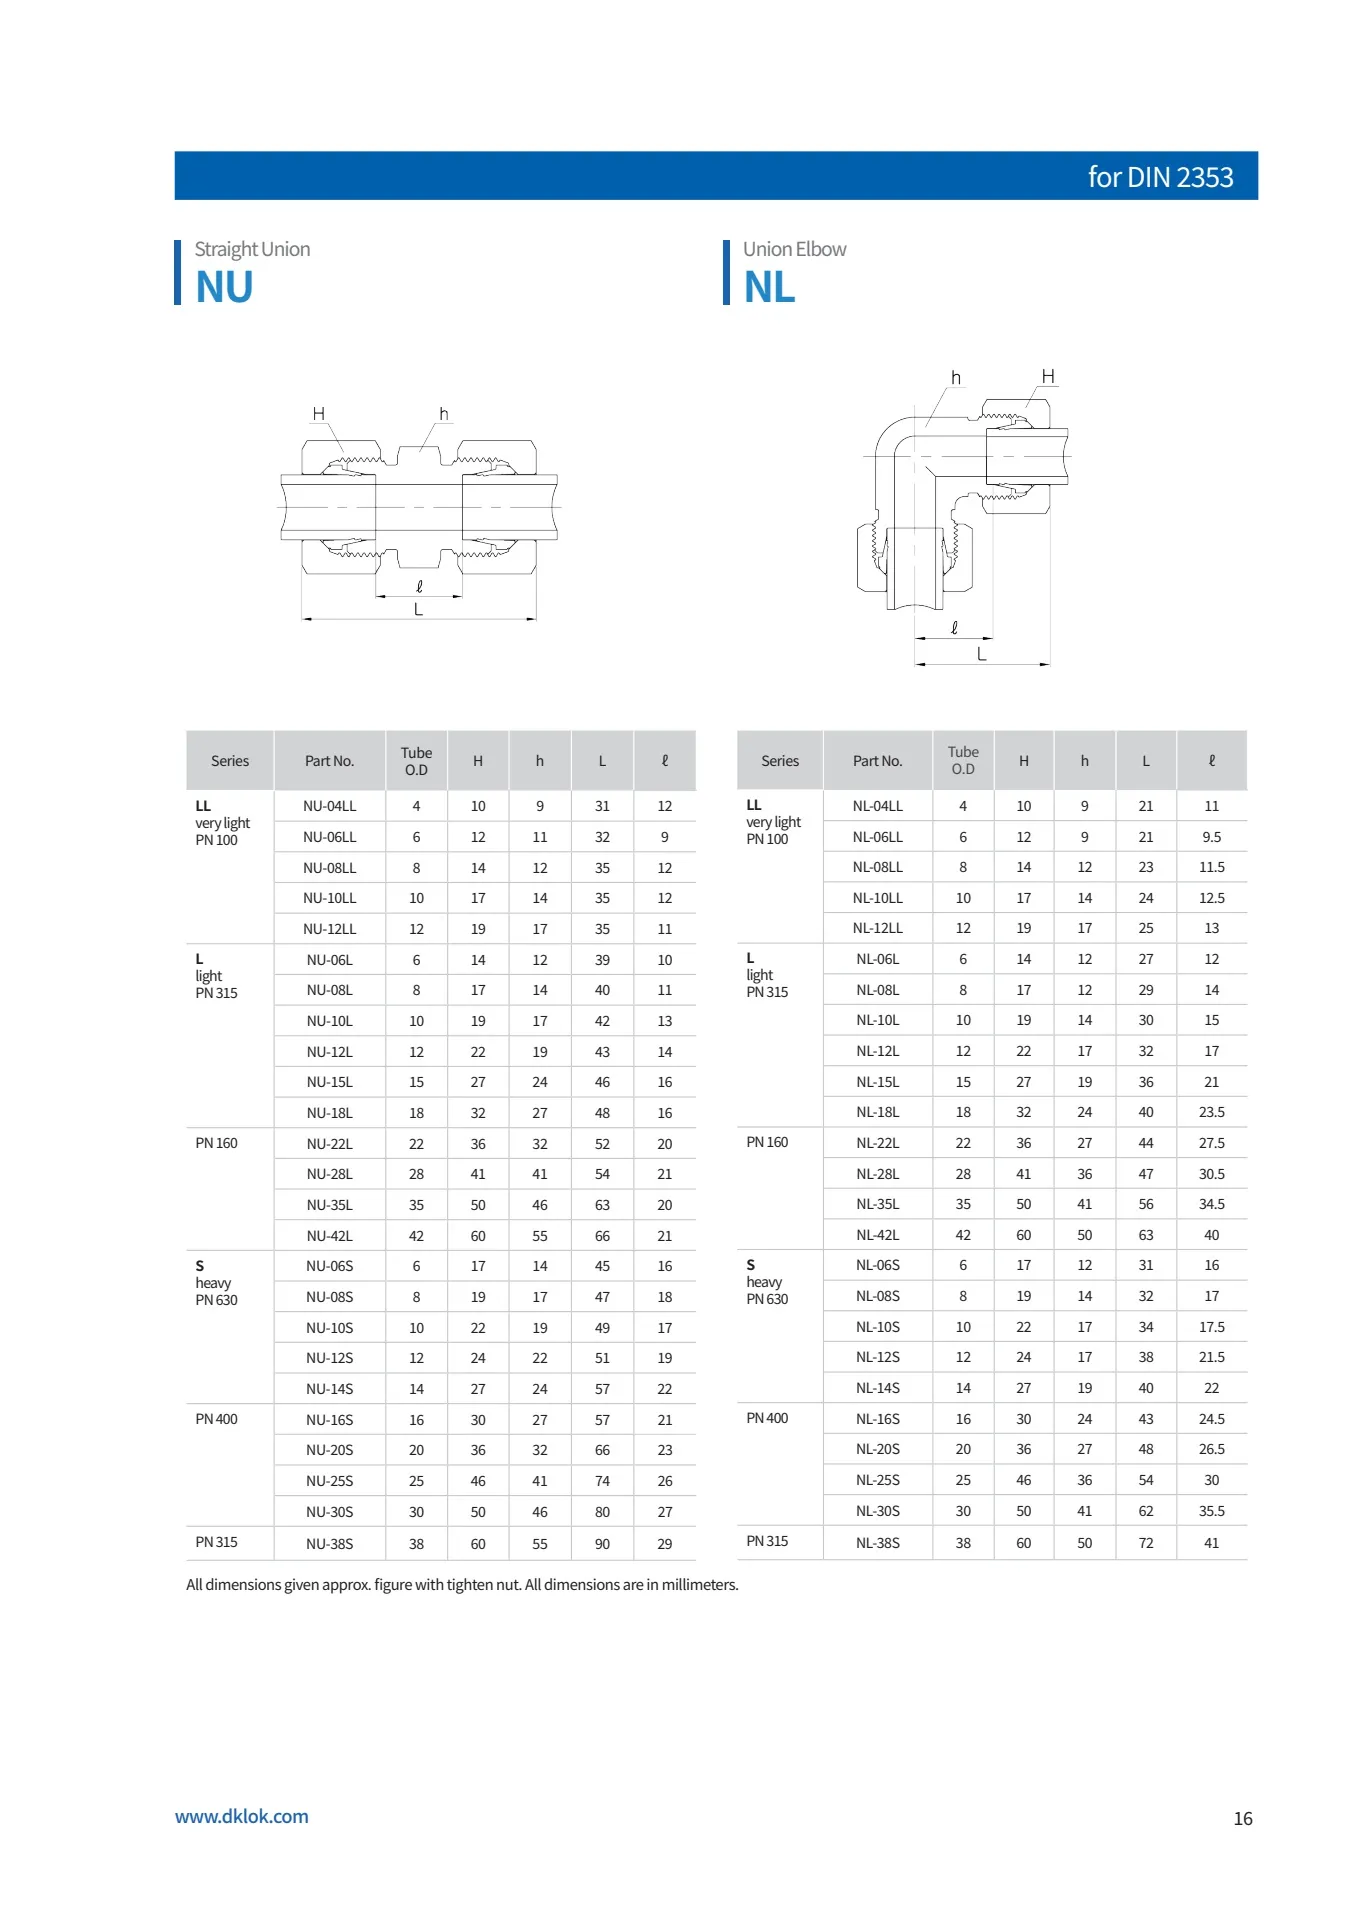 for DIN 2353
Straight Union
NU
Union Elbow
NL
H h
ℓ
L
h H
ℓ
L
Series Part No. Tube O.D H h L ℓ
LL very light PN 100 NU-04LL 4 10 9 31 12
NU-06LL 6 12 11 32 9
NU-08LL 8 14 12 35 12
NU-10LL 10 17 14 35 12
NU-12LL 12 19 17 35 11
L light PN 315 NU-06L 6 14 12 39 10
NU-08L 8 17 14 40 11
NU-10L 10 19 17 42 13
NU-12L 12 22 19 43 14
NU-15L 15 27 24 46 16
NU-18L 18 32 27 48 16
PN 160 NU-22L 22 36 32 52 20
NU-28L 28 41 41 54 21
NU-35L 35 50 46 63 20
NU-42L 42 60 55 66 21
S heavy PN 630 NU-06S 6 17 14 45 16
NU-08S 8 19 17 47 18
NU-10S 10 22 19 49 17
NU-12S 12 24 22 51 19
NU-14S 14 27 24 57 22
PN 400 NU-16S 16 30 27 57 21
NU-20S 20 36 32 66 23
NU-25S 25 46 41 74 26
NU-30S 30 50 46 80 27
PN 315 NU-38S 38 60 55 90 29
Series Part No. Tube O.D H h L ℓ
LL very light PN 100 NL-04LL 4 10 9 21 11
NL-06LL 6 12 9 21 9.5
NL-08LL 8 14 12 23 11.5
NL-10LL 10 17 14 24 12.5
NL-12LL 12 19 17 25 13
L light PN 315 NL-06L 6 14 12 27 12
NL-08L 8 17 12 29 14
NL-10L 10 19 14 30 15
NL-12L 12 22 17 32 17
NL-15L 15 27 19 36 21
NL-18L 18 32 24 40 23.5
PN 160 NL-22L 22 36 27 44 27.5
NL-28L 28 41 36 47 30.5
NL-35L 35 50 41 56 34.5
NL-42L 42 60 50 63 40
S heavy PN 630 NL-06S 6 17 12 31 16
NL-08S 8 19 14 32 17
NL-10S 10 22 17 34 17.5
NL-12S 12 24 17 38 21.5
NL-14S 14 27 19 40 22
PN 400 NL-16S 16 30 24 43 24.5
NL-20S 20 36 27 48 26.5
NL-25S 25 46 36 54 30
NL-30S 30 50 41 62 35.5
PN 315 NL-38S 38 60 50 72 41
All dimensions given approx. figure with tighten nut. All dimensions are in millimeters.
www.dklok.com
16